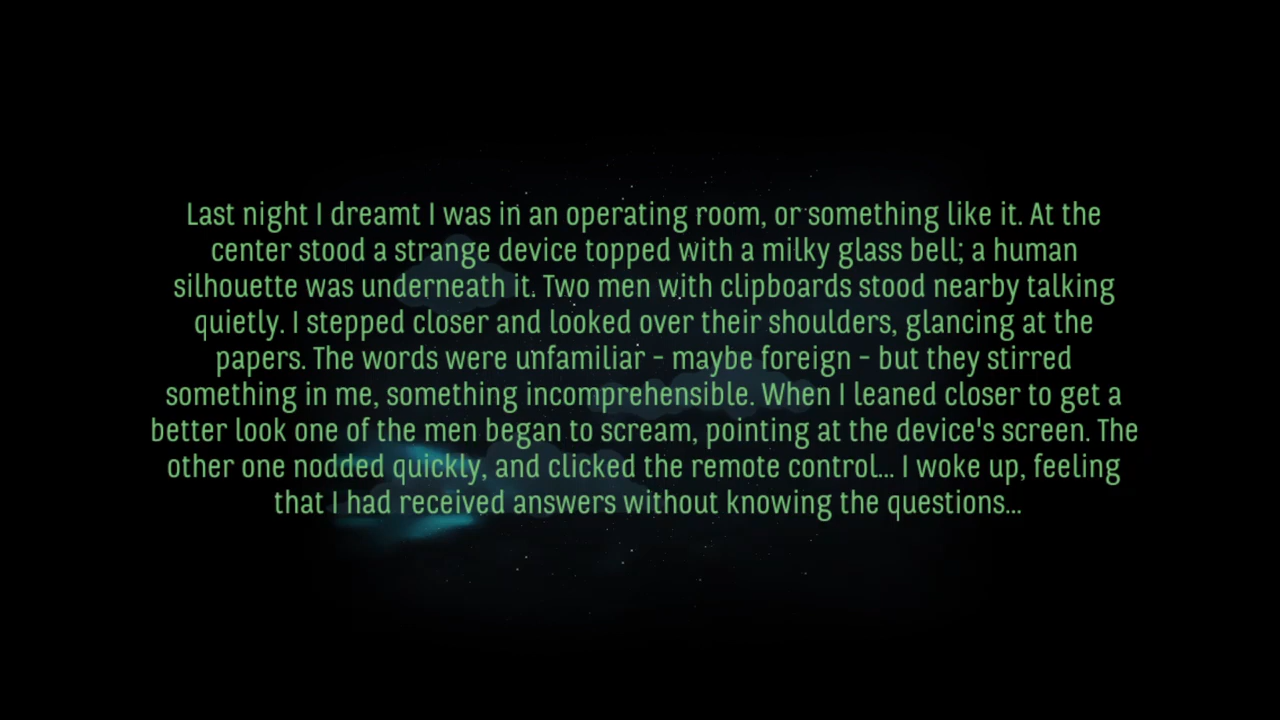 Last night I dreamt I was in an operating room, or something like it. At the
center stood a strange device topped with a milky glass bell; a human
silhouette was underneath it. Two men with clipboards stood nearby talking
quietly. I stepped closer and looked over their shoulders, glancing at the
papers. The words were unfamiliar - maybe foreign - but they stirred
something in me, something incomprehensible. When I leaned closer to get a
better look one of the men began to scream, pointing at the device's screen. The
other one nodded quickly, and clicked the remote control... I woke up, feeling
that I had received answers without knowing the questions...